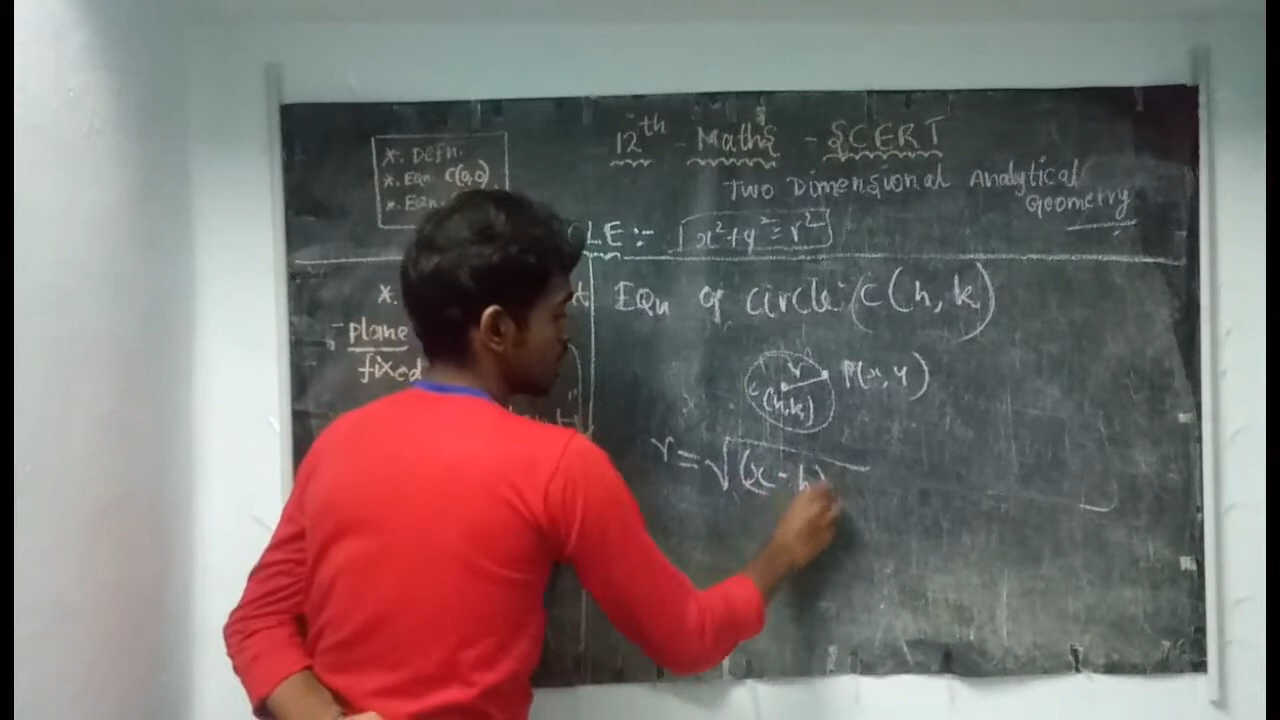 12th - Maths - SCERT
Two Dimensional Analytical
Geometry
*. Defn.
*. Eqn C(0,0)
*. Eqn.
CLE:- x²+y²=r²
*.
- plane
fixed
Eqn of circle: C(h, k)
r
P(x, y)
c
(h,k)
r = √(x - h)